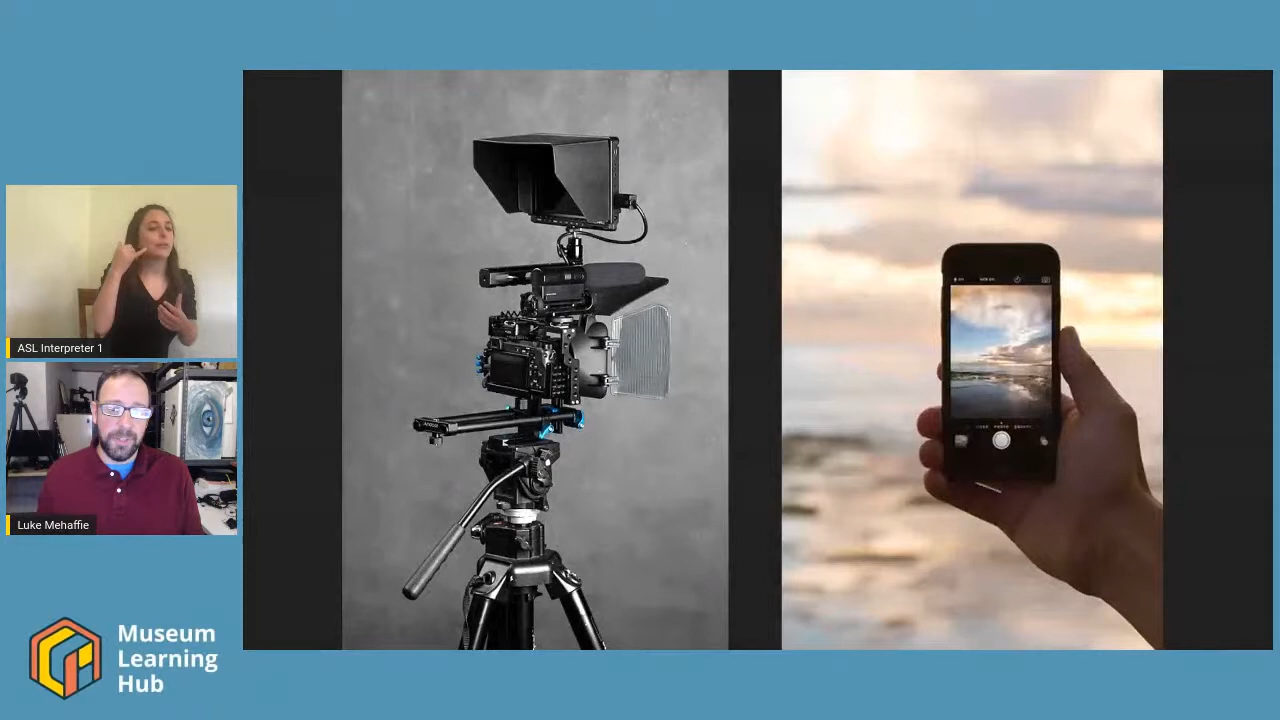 ASL Interpreter 1
Luke Mehaffie
Museum
Learning
Hub